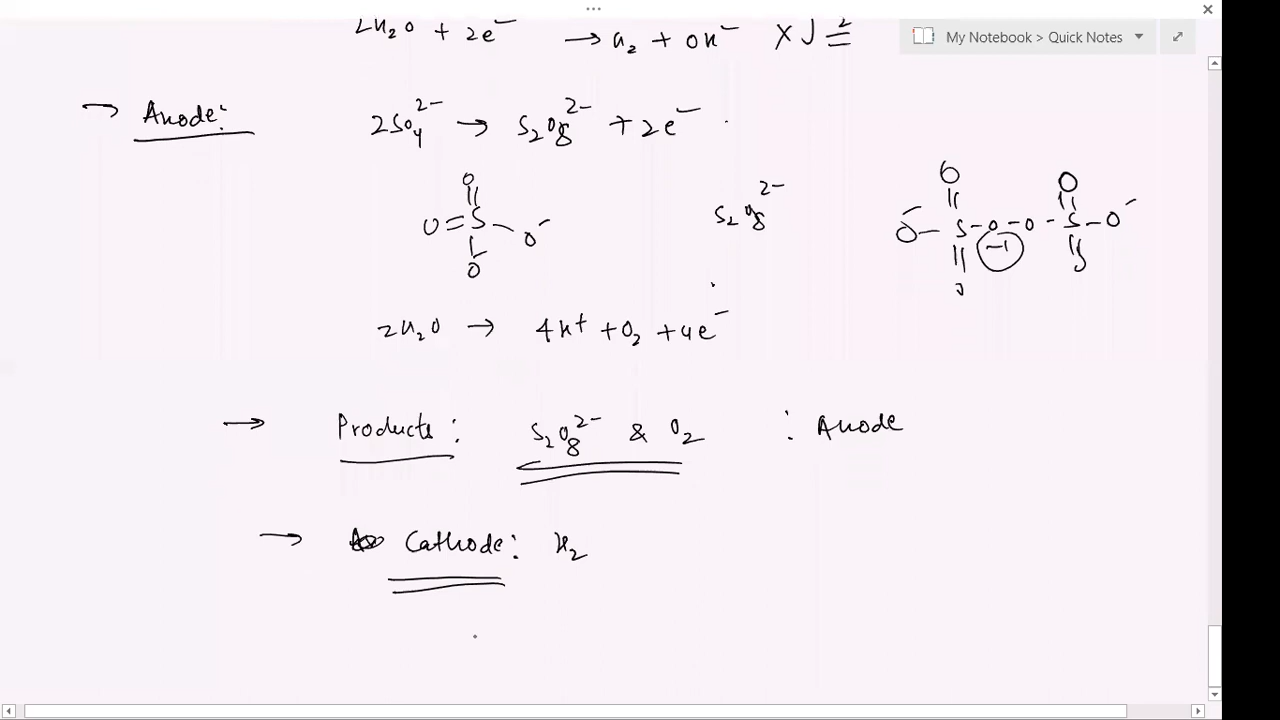 2H2O + 2e⁻ → H2 + OH⁻ X
My Notebook > Quick Notes
→ Anode: 2SO4²⁻ → S2O8²⁻ + 2e⁻
O O O
S2O8²⁻
O=S-O⁻ O⁻-S-O-O-S-O⁻
-1
O O O
2H2O → 4H+ + O2 + 4e⁻
→ Products: S2O8²⁻ & O2 : Anode
→ Cathode: H2